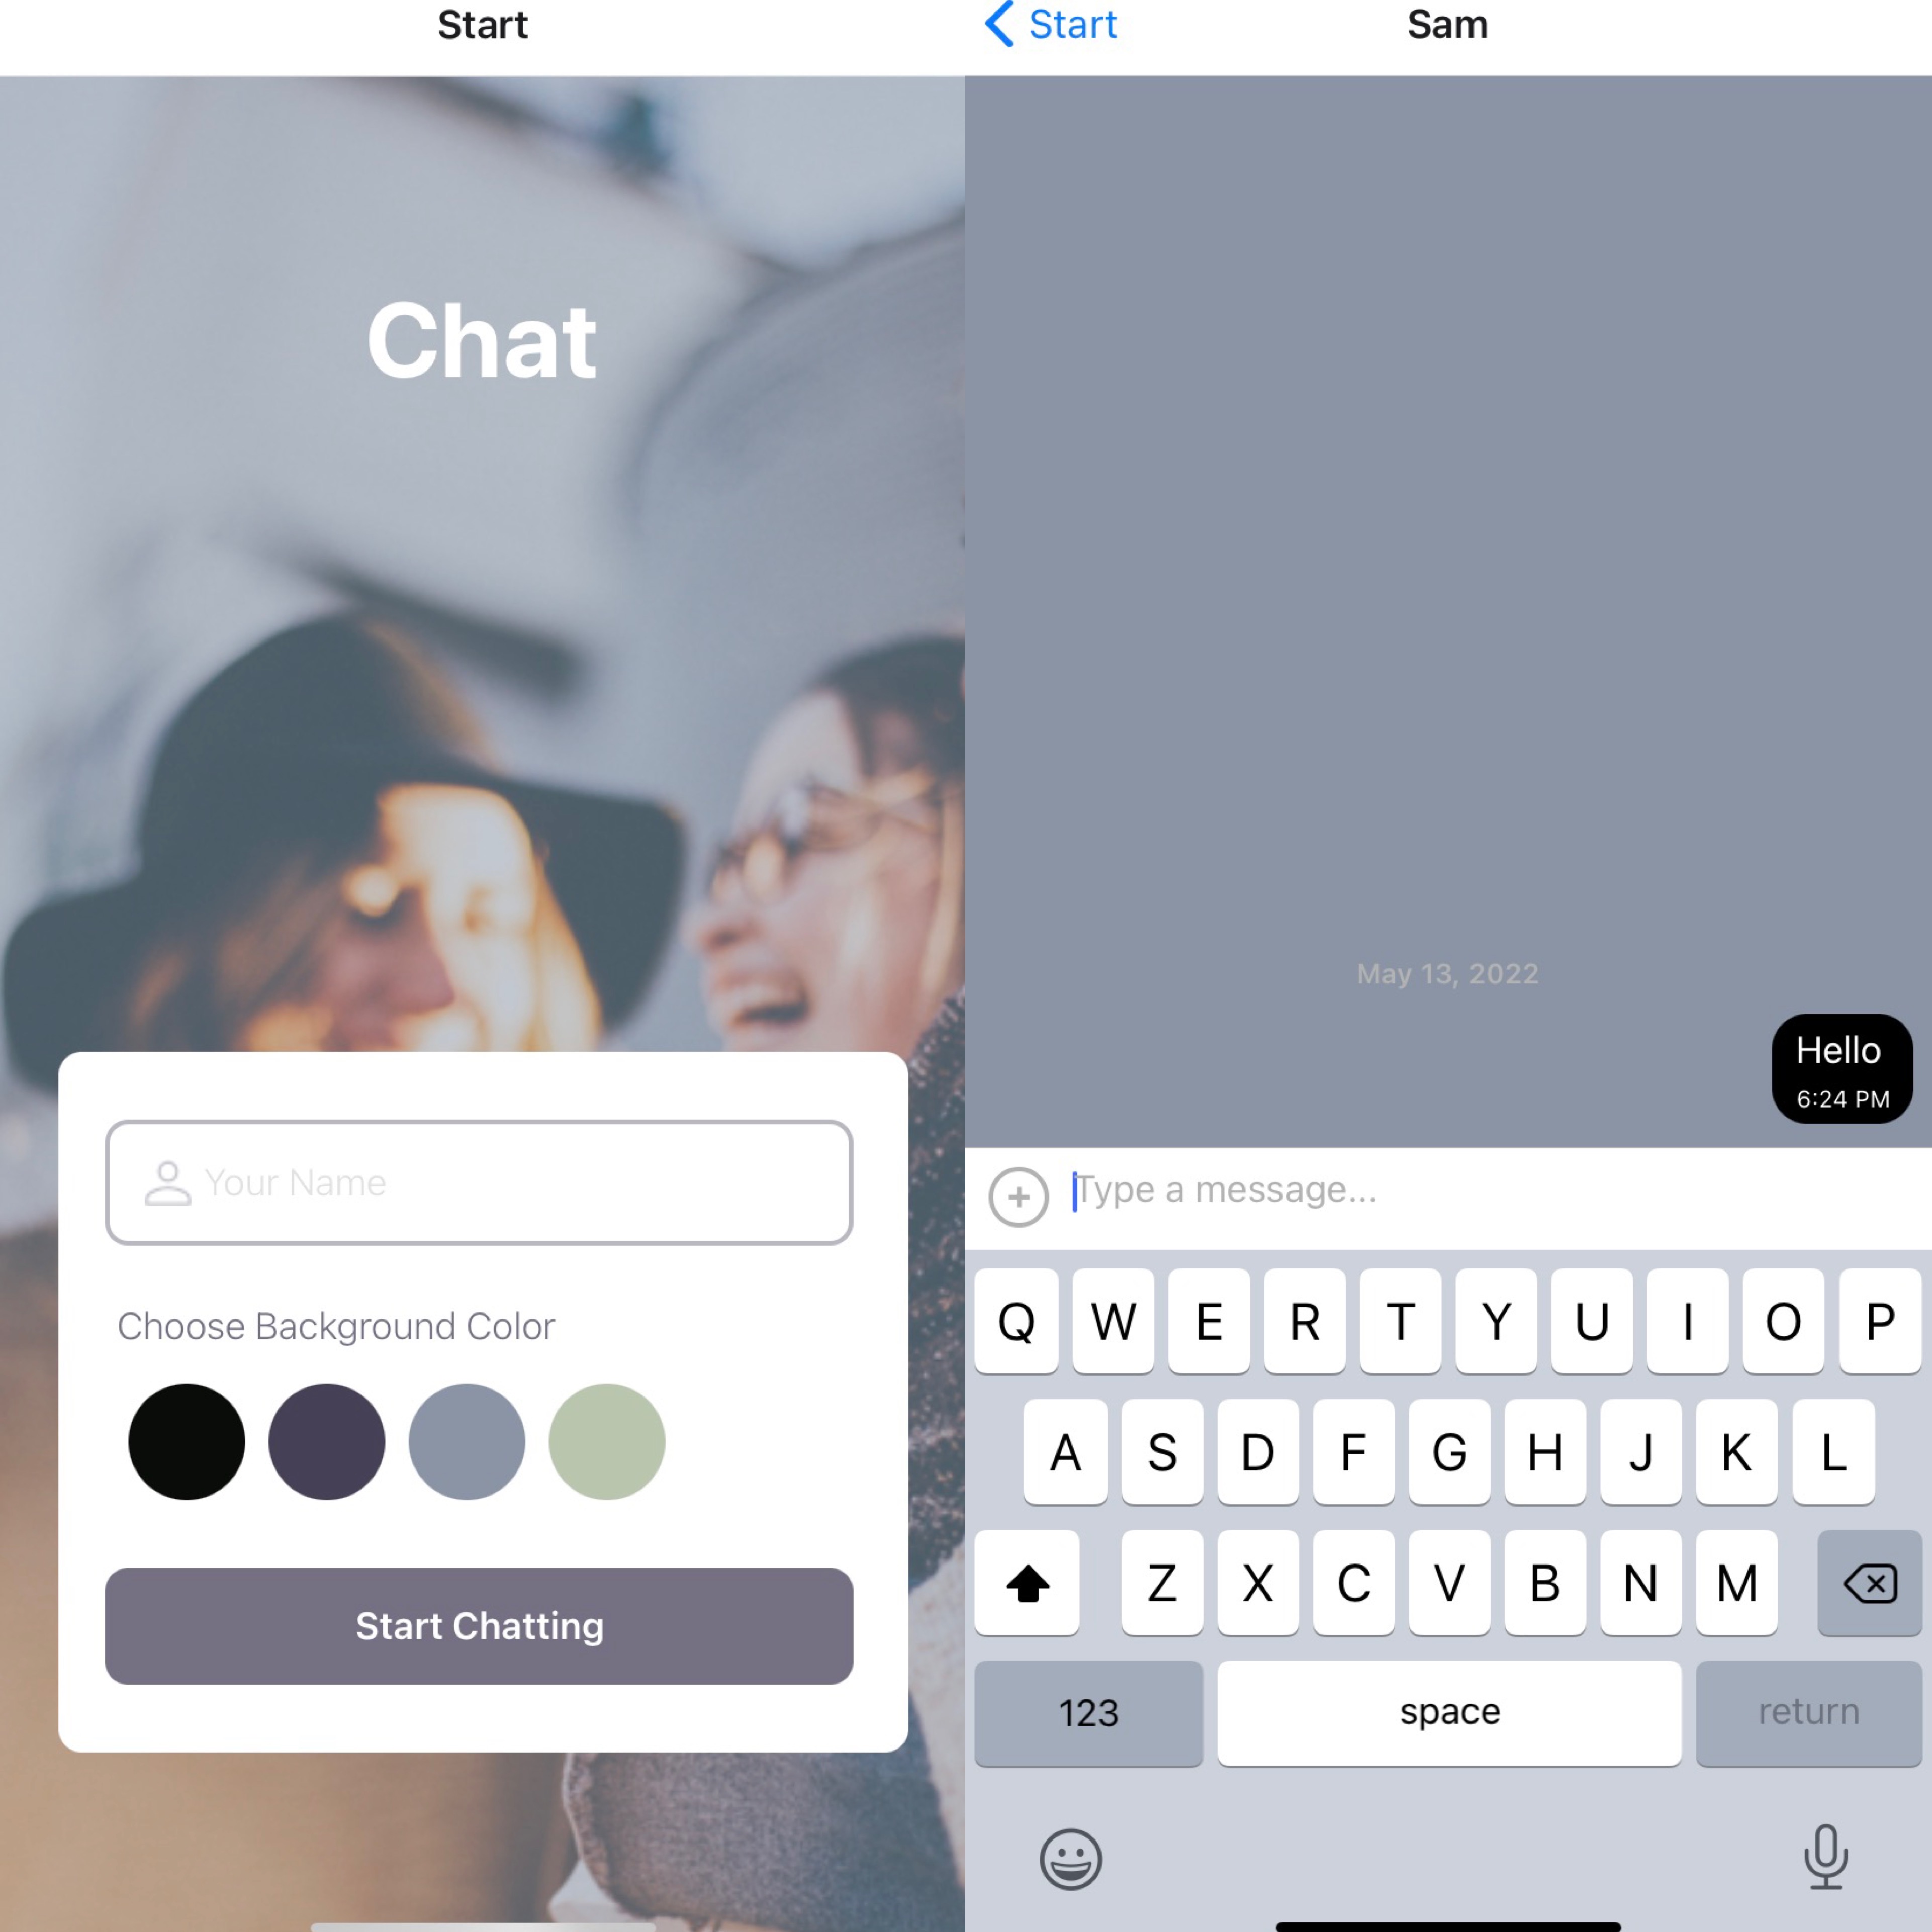 Start
Chat
Your Name
Choose Background Color
Start Chatting
Start
Sam
May 13, 2022
Hello
6:24 PM
Type a message...
Q W E R T Y U I O P
A S D F G H J K L
Z X C V B N M
123 space return